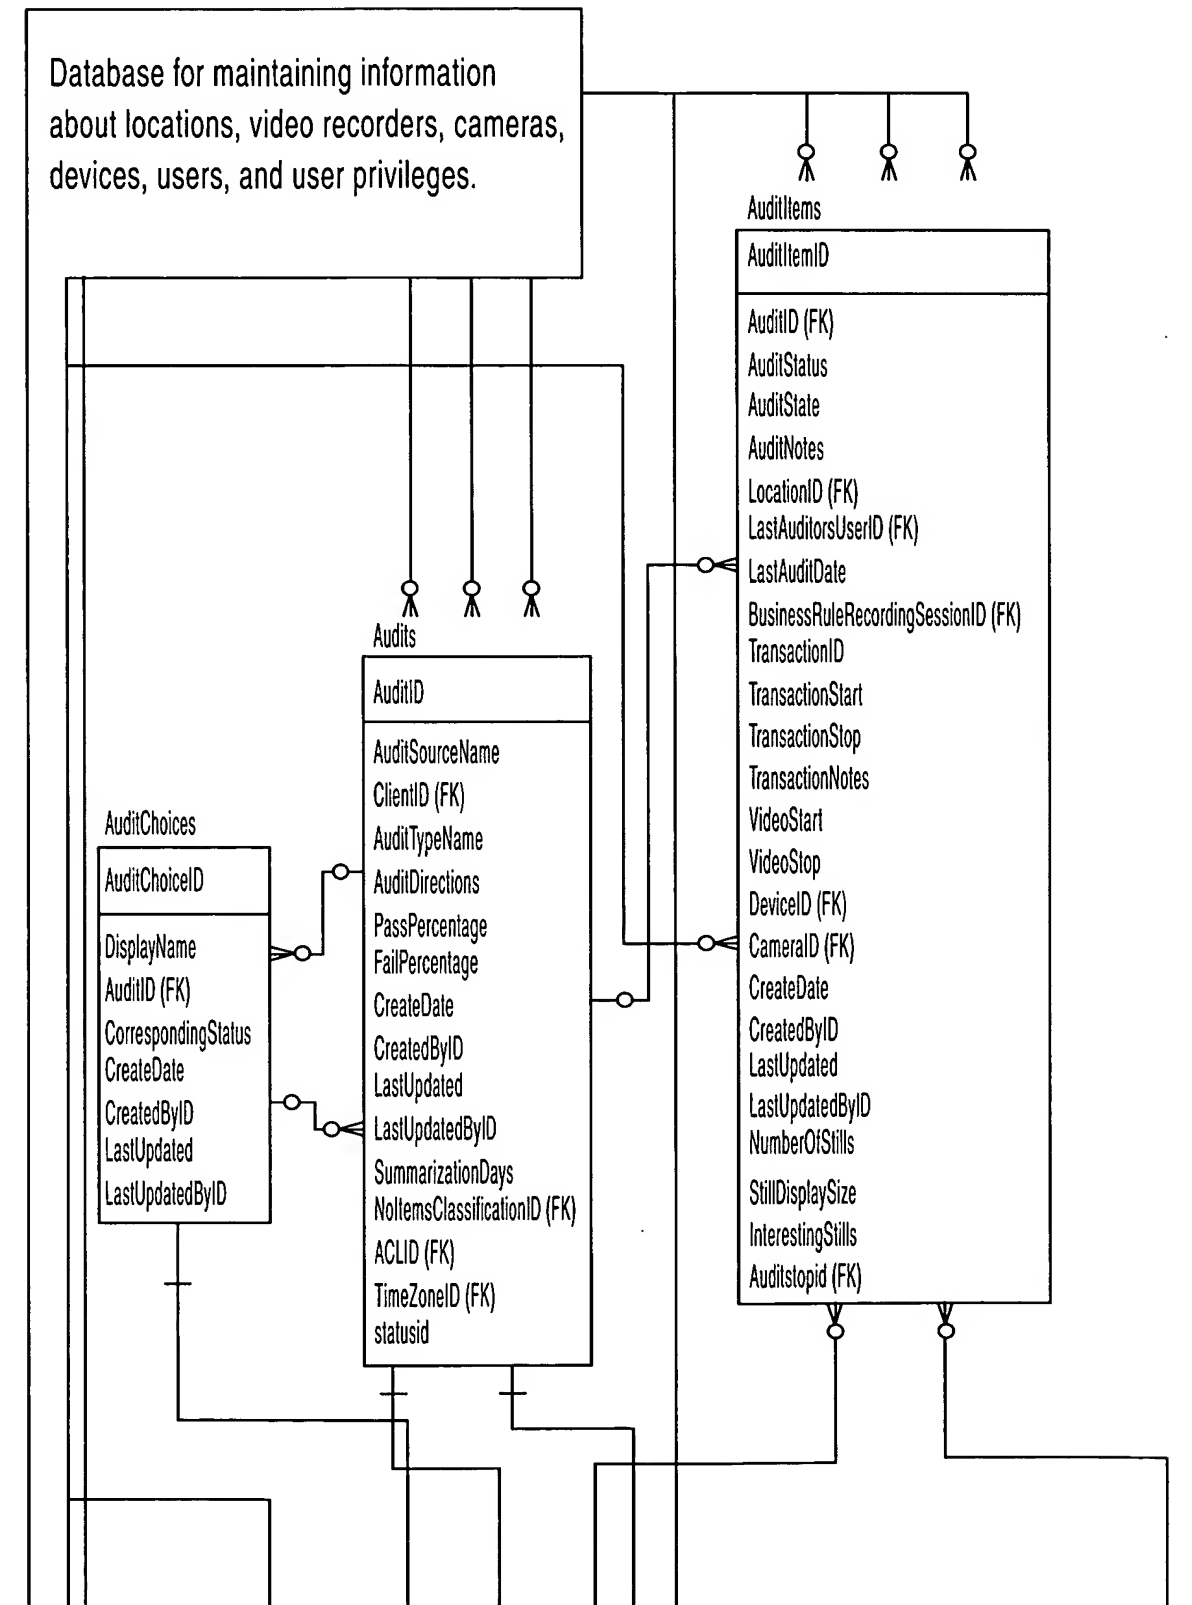 Database for maintaining information
about locations, video recorders, cameras,
devices, users, and user privileges.
AuditItems
AuditItemID
AuditID (FK)
AuditStatus
AuditState
AuditNotes
LocationID (FK)
LastAuditorsUserID (FK)
LastAuditDate
BusinessRuleRecordingSessionID (FK)
TransactionID
TransactionStart
TransactionStop
TransactionNotes
VideoStart
VideoStop
DeviceID (FK)
CameraID (FK)
CreateDate
CreatedByID
LastUpdated
LastUpdatedByID
NumberOfStills
StillDisplaySize
InterestingStills
Auditstopid (FK)
Audits
AuditID
AuditSourceName
ClientID (FK)
AuditTypeName
AuditDirections
PassPercentage
FailPercentage
CreateDate
CreatedByID
LastUpdated
LastUpdatedByID
SummarizationDays
NoItemsClassificationID (FK)
ACLID (FK)
TimeZoneID (FK)
statusid
AuditChoices
AuditChoiceID
DisplayName
AuditID (FK)
CorrespondingStatus
CreateDate
CreatedByID
LastUpdated
LastUpdatedByID